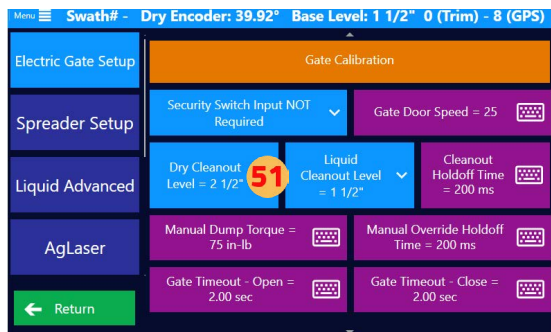 Menu Swath# - Dry Encoder: 39.92° Base Level: 1 1/2" 0 (Trim) - 8 (GPS)
Electric Gate Setup
Gate Calibration
Security Switch Input NOT
Required
Gate Door Speed = 25
Spreader Setup
Dry Cleanout
Level = 2 1/2"
51
Liquid
Cleanout Level
= 1 1/2"
Cleanout
Holdoff Time
= 200 ms
Liquid Advanced
Manual Dump Torque =
75 in-lb
Manual Override Holdoff
Time = 200 ms
AgLaser
Gate Timeout - Open =
2.00 sec
Gate Timeout - Close =
2.00 sec
Return